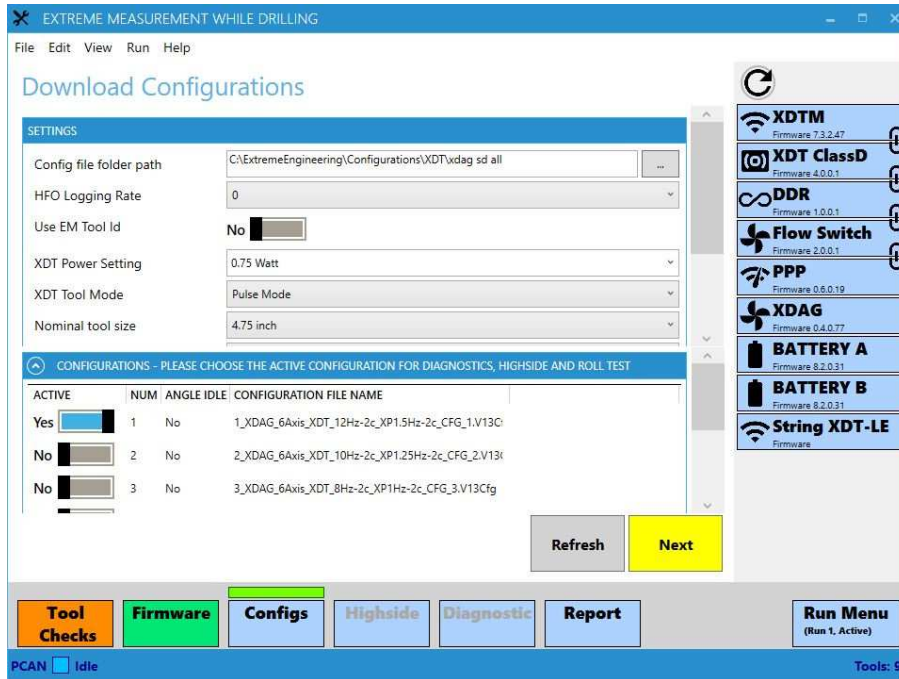 EXTREME MEASUREMENT WHILE DRILLING
File Edit View Run Help
Download Configurations
SETTINGS
Config file folder path C:\ExtremeEngineering\Configurations\XDT\xdag sd all ...
HFO Logging Rate 0
Use EM Tool Id No
XDT Power Setting 0.75 Watt
XDT Tool Mode Pulse Mode
Nominal tool size 4.75 inch
CONFIGURATIONS - PLEASE CHOOSE THE ACTIVE CONFIGURATION FOR DIAGNOSTICS, HIGHSIDE AND ROLL TEST
ACTIVE NUM ANGLE IDLE CONFIGURATION FILE NAME
Yes 1 No 1_XDAG_6Axis_XDT_12Hz-2c_XP1.5Hz-2c_CFG_1.V13C
No 2 No 2_XDAG_6Axis_XDT_10Hz-2c_XP1.25Hz-2c_CFG_2.V13
No 3 No 3_XDAG_6Axis_XDT_8Hz-2c_XP1Hz-2c_CFG_3.V13Cfg
Refresh Next
XDTM
Firmware 7.3.2.47
XDT ClassD
Firmware 4.0.0.1
DDR
Firmware 1.0.0.1
Flow Switch
Firmware 2.0.0.1
PPP
Firmware 0.6.0.19
XDAG
Firmware 0.4.0.77
BATTERY A
Firmware 8.2.0.31
BATTERY B
Firmware 8.2.0.31
String XDT-LE
Firmware
Tool Checks
Firmware
Configs
Highside
Diagnostic
Report
Run Menu
(Run 1, Active)
PCAN Idle Tools: 9